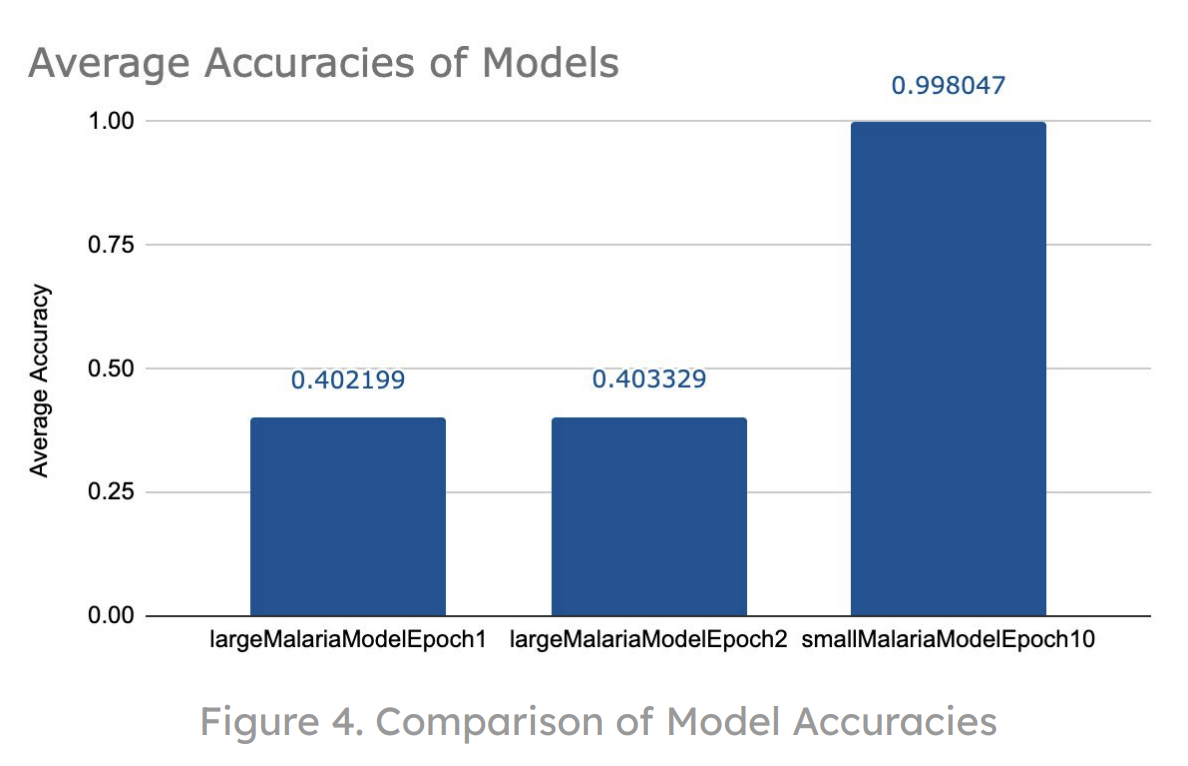 Average Accuracies of Models
0.998047
1.00
0.75
0.50
0.402199
0.403329
Average Accuracy
0.25
0.00
largeMalariaModelEpoch1
largeMalariaModelEpoch2
smallMalariaModelEpoch10
Figure 4. Comparison of Model Accuracies